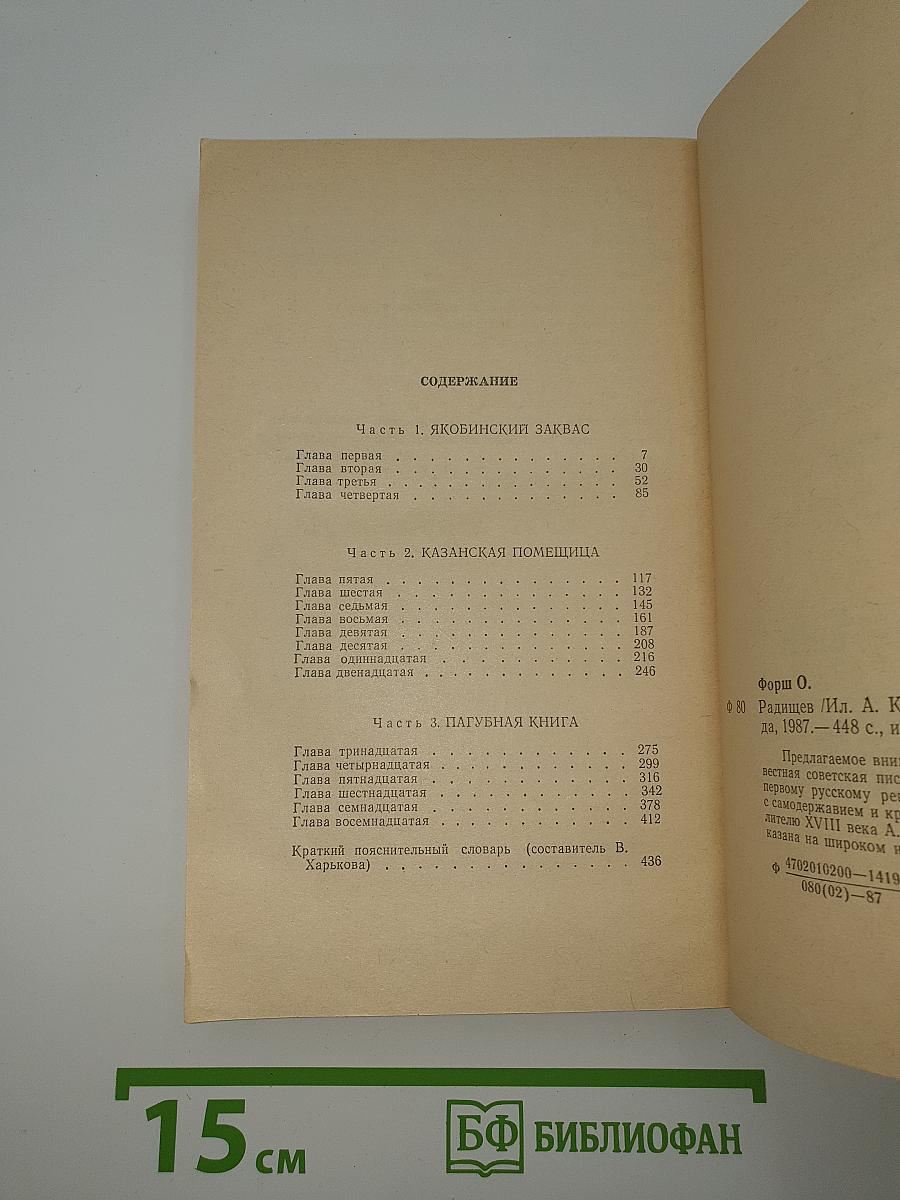 СОДЕРЖАНИЕ
Часть 1. ЯКОБИНСКИЙ ЗАКВАС
Глава первая . . . . . . . . . . . . . . 7
Глава вторая . . . . . . . . . . . . . . 30
Глава третья . . . . . . . . . . . . . . 52
Глава четвертая . . . . . . . . . . . . . 85
Часть 2. КАЗАНСКАЯ ПОМЕЩИЦА
Глава пятая . . . . . . . . . . . . . . . 117
Глава шестая . . . . . . . . . . . . . . 132
Глава седьмая . . . . . . . . . . . . . . 145
Глава восьмая . . . . . . . . . . . . . . 161
Глава девятая . . . . . . . . . . . . . . 187
Глава десятая . . . . . . . . . . . . . . 208
Глава одиннадцатая . . . . . . . . . . . . 216
Глава двенадцатая . . . . . . . . . . . . . 246
Часть 3. ПАГУБНАЯ КНИГА
Глава тринадцатая . . . . . . . . . . . . 275
Глава четырнадцатая . . . . . . . . . . . . 299
Глава пятнадцатая . . . . . . . . . . . . . 316
Глава шестнадцатая . . . . . . . . . . . . 342
Глава семнадцатая . . . . . . . . . . . . . 378
Глава восемнадцатая . . . . . . . . . . . . 412
Краткий пояснительный словарь (составитель В.
Харькова) . . . . . . . . . . . . . . . 436
Форш О.
Ф 80 Радищев /Ил. А. К
да, 1987.— 448 с., и
Предлагаемое вним
вестная советская пис
первому русскому ре
с самодержавием и кр
лителю XVIII века А.
казана на широком и
Ф 4702010200—1419
080(02)—87
15 см
БФ БИБЛИОФАН